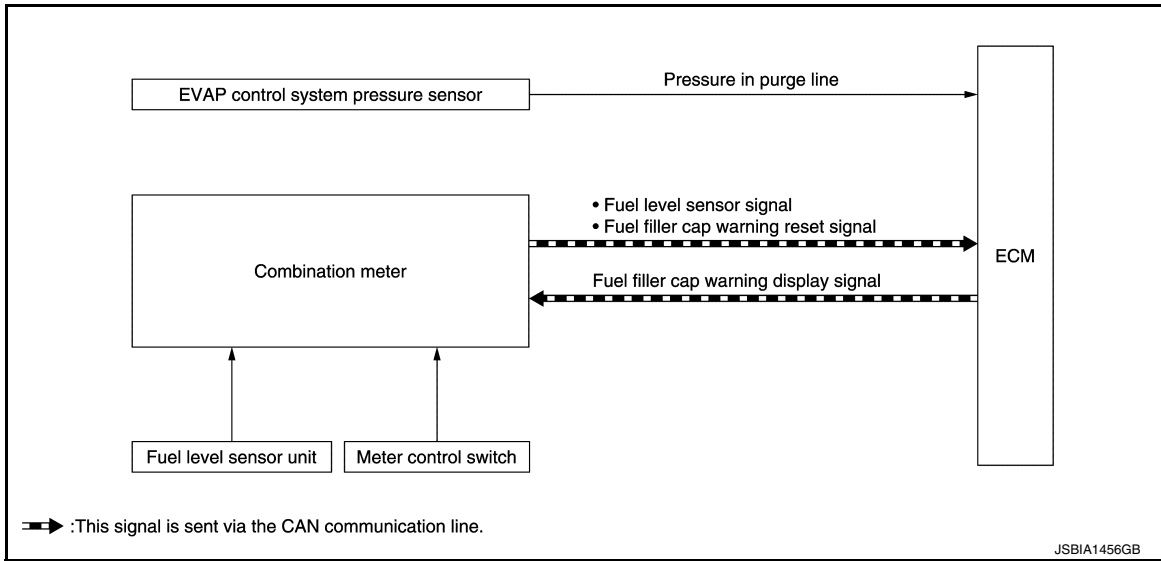 EVAP control system pressure sensor
Pressure in purge line
• Fuel level sensor signal
• Fuel filler cap warning reset signal
Combination meter
ECM
Fuel filler cap warning display signal
Fuel level sensor unit
Meter control switch
:This signal is sent via the CAN communication line.
JSBIA1456GB